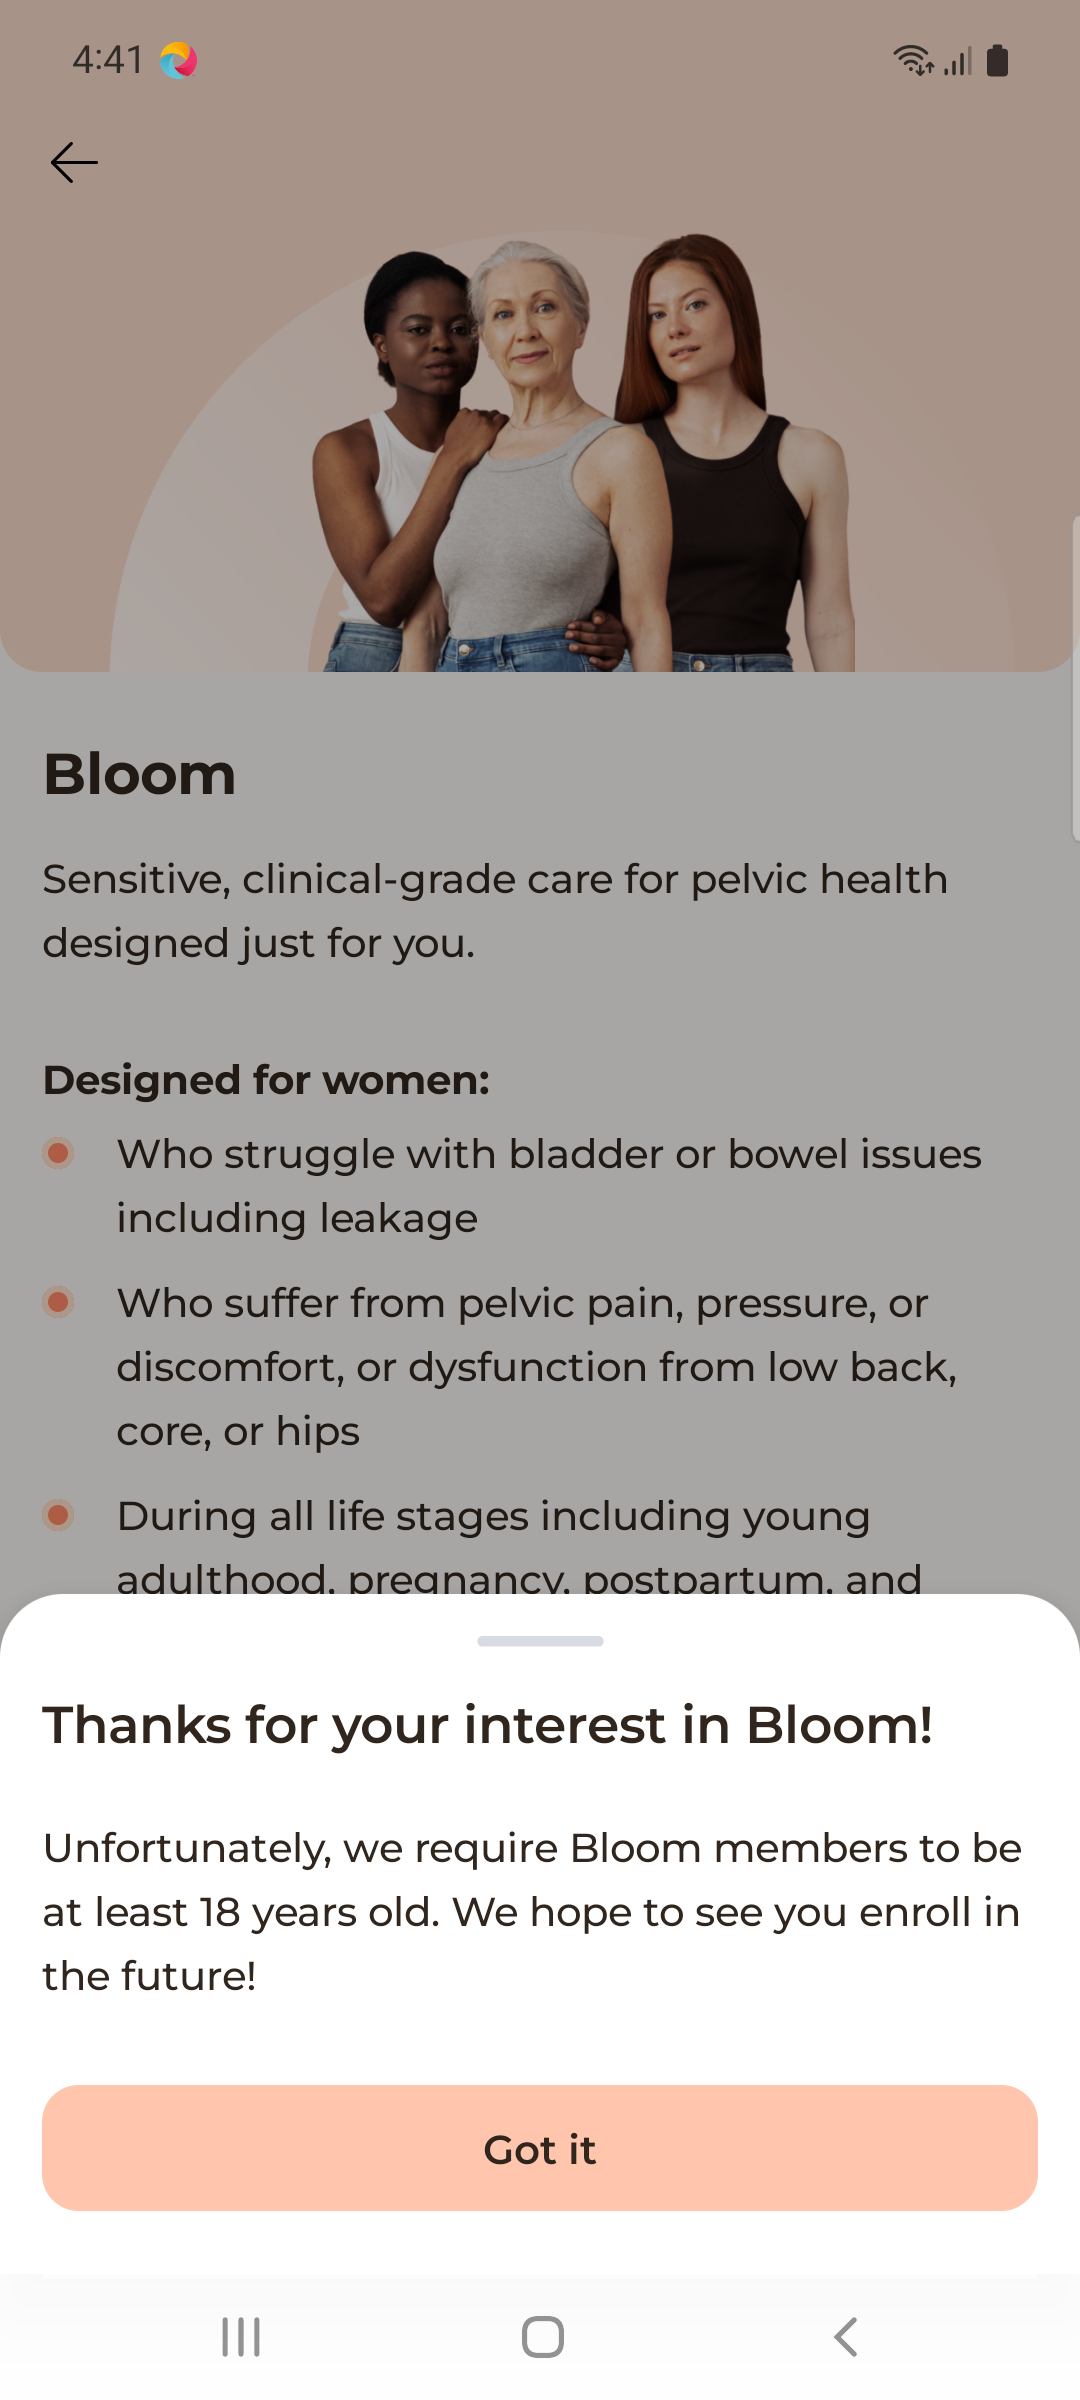 4:41
Bloom
Sensitive, clinical-grade care for pelvic health
designed just for you.
Designed for women:
Who struggle with bladder or bowel issues
including leakage
Who suffer from pelvic pain, pressure, or
discomfort, or dysfunction from low back,
core, or hips
During all life stages including young
adulthood, pregnancy, postpartum, and
Thanks for your interest in Bloom!
Unfortunately, we require Bloom members to be
at least 18 years old. We hope to see you enroll in
the future!
Got it